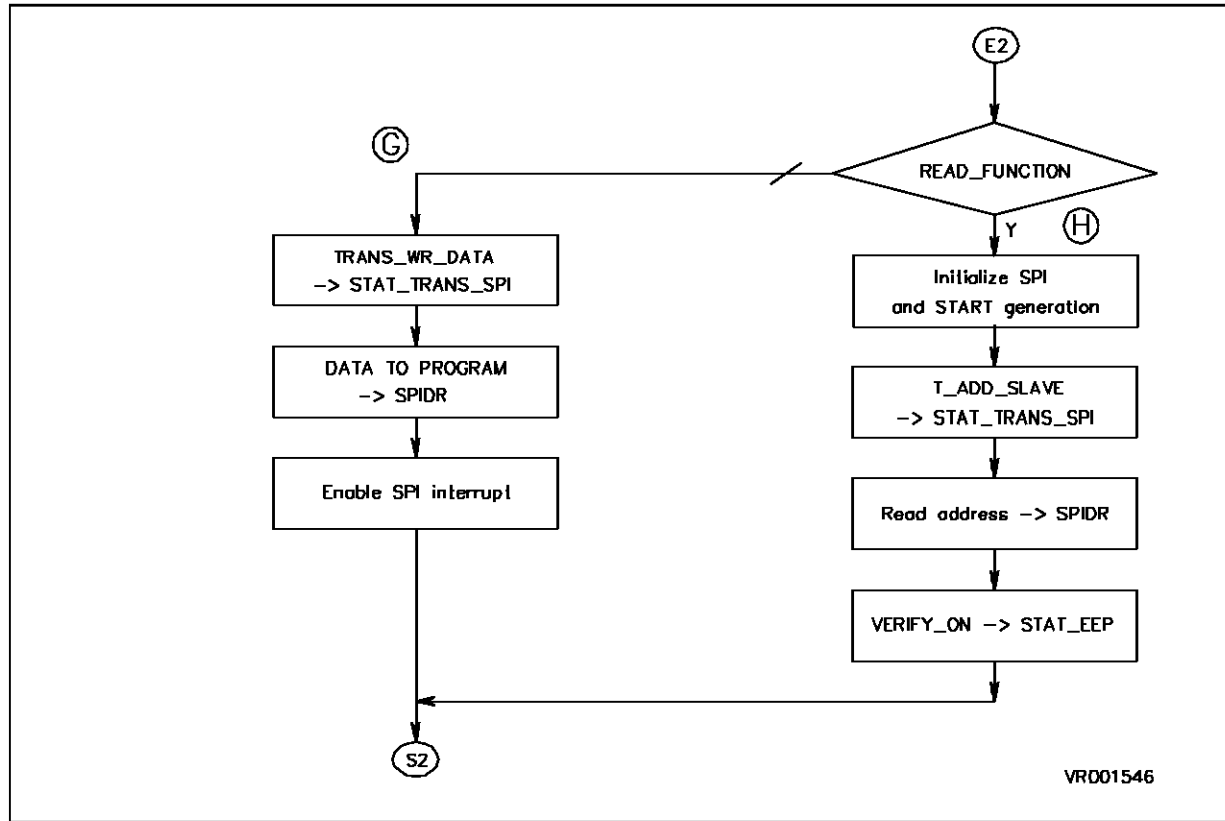 E2
G
READ_FUNCTION
Y
H
TRANS_WR_DATA
-> STAT_TRANS_SPI
Initialize SPI
and START generation
DATA TO PROGRAM
-> SPIDR
T_ADD_SLAVE
-> STAT_TRANS_SPI
Enable SPI interrupt
Read address -> SPIDR
VERIFY_ON -> STAT_EEP
S2
VR001546